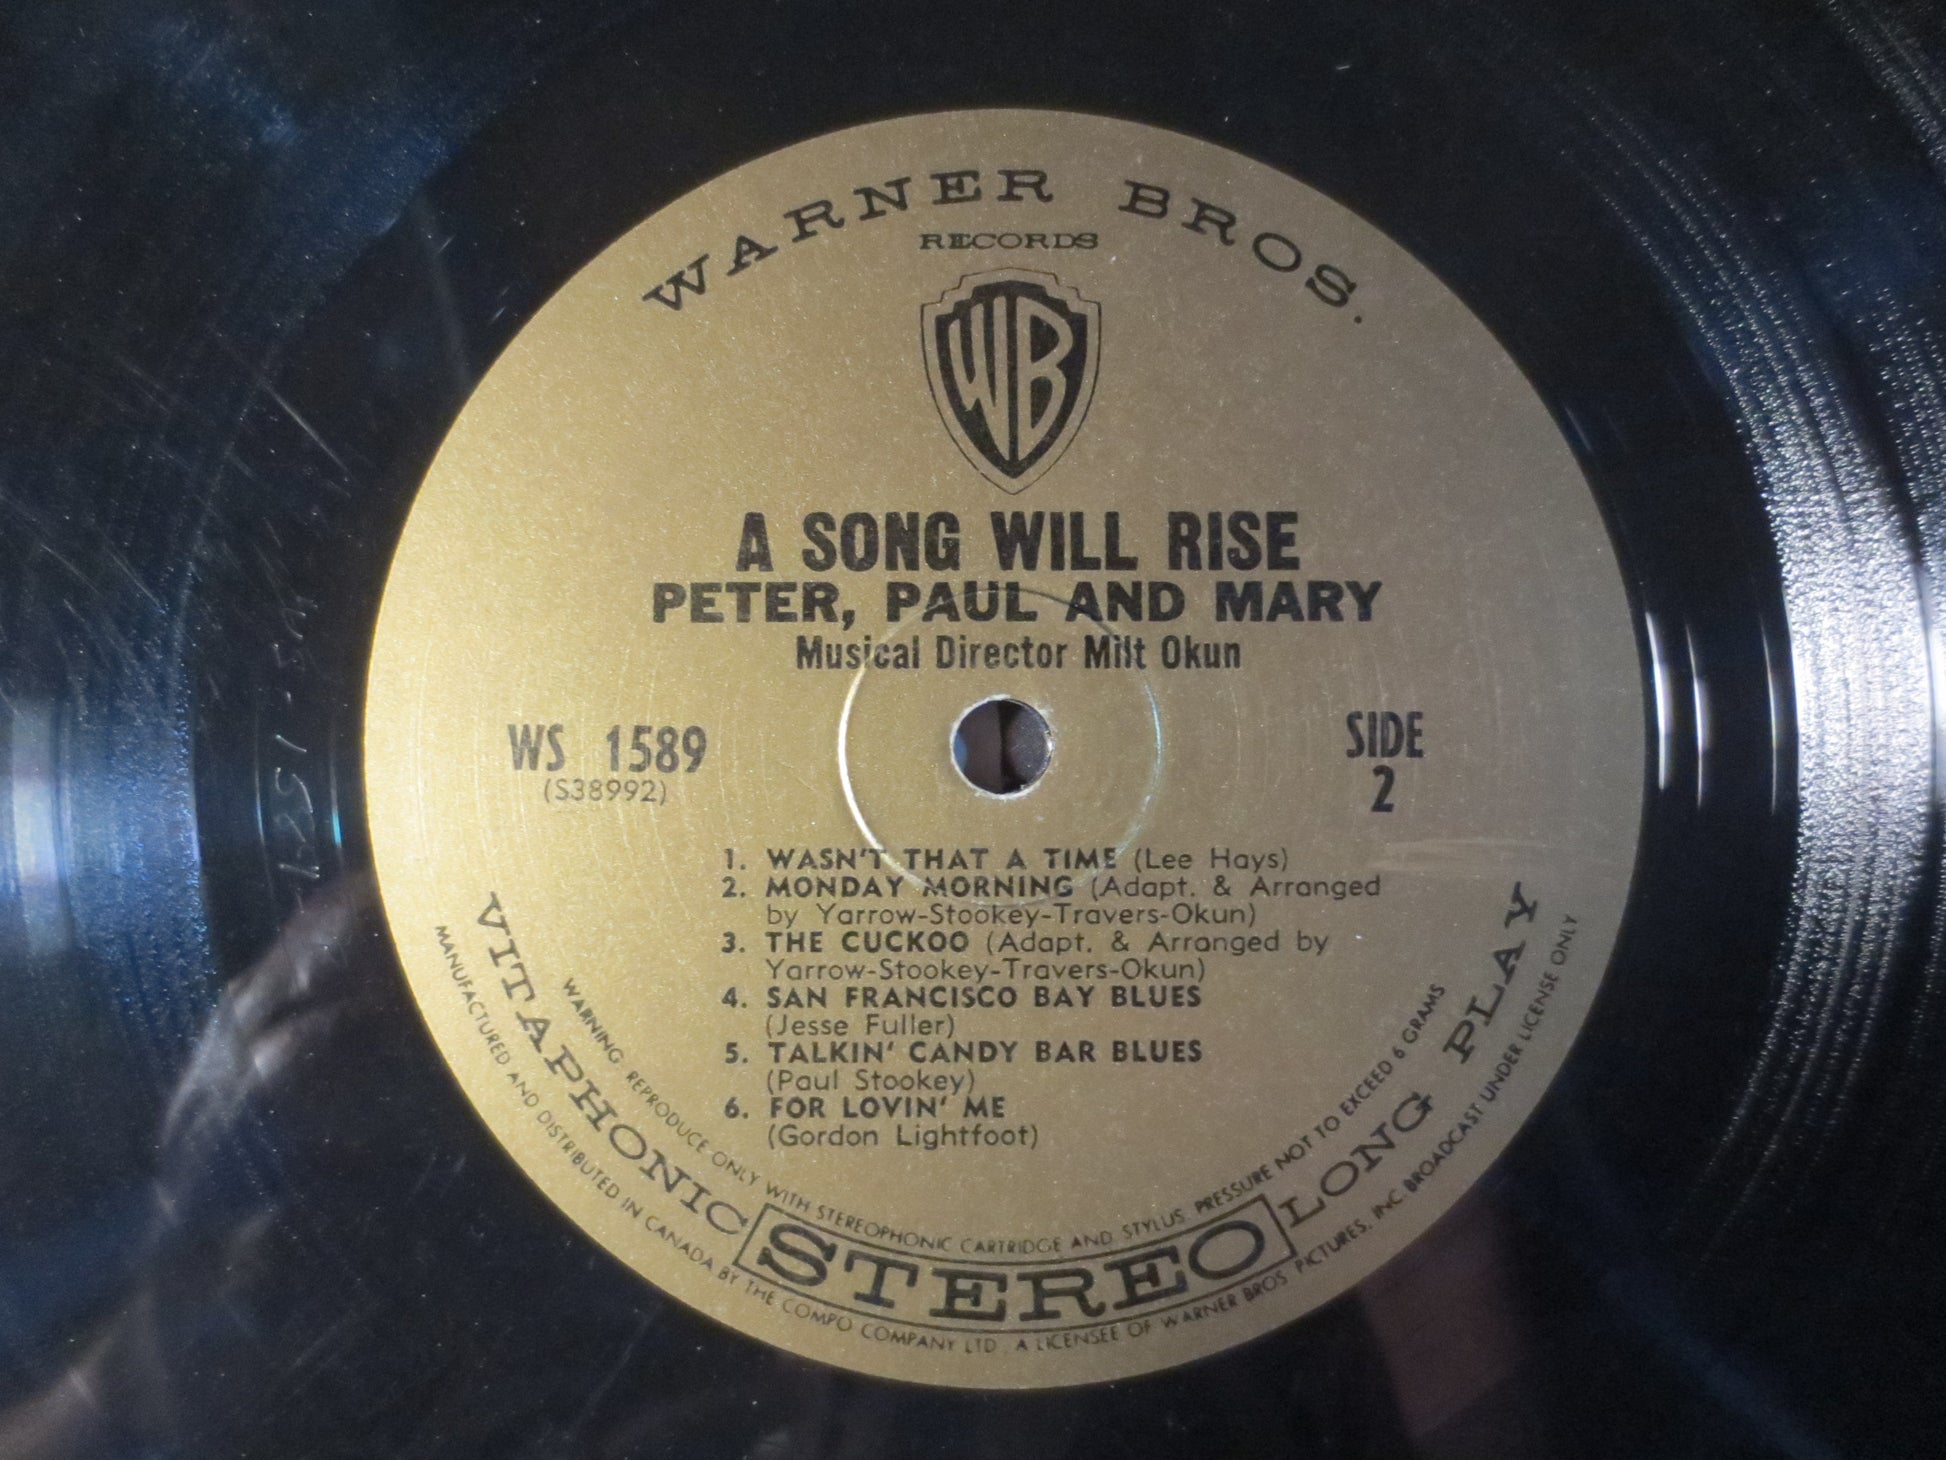 WARNER BROS.
RECORDS
WB
A SONG WILL RISE
PETER, PAUL AND MARY
Musical Director Milt Okun
WS 1589
(S38992)
SIDE
2
1. WASN'T THAT A TIME (Lee Hays)
2. MONDAY MORNING (Adapt. & Arranged
by Yarrow-Stookey-Travers-Okun)
3. THE CUCKOO (Adapt. & Arranged by
Yarrow-Stookey-Travers-Okun)
4. SAN FRANCISCO BAY BLUES
(Jesse Fuller)
5. TALKIN' CANDY BAR BLUES
(Paul Stookey)
6. FOR LOVIN' ME
(Gordon Lightfoot)
WARNING: REPRODUCE ONLY WITH STEREOPHONIC CARTRIDGE AND STYLUS PRESSURE NOT TO EXCEED 6 GRAMS
VITAPHONIC STEREO LONG PLAY
MANUFACTURED AND DISTRIBUTED IN CANADA BY THE COMPO COMPANY LTD. A LICENSEE OF WARNER BROS. PICTURES, INC. BROADCAST UNDER LICENSE ONLY